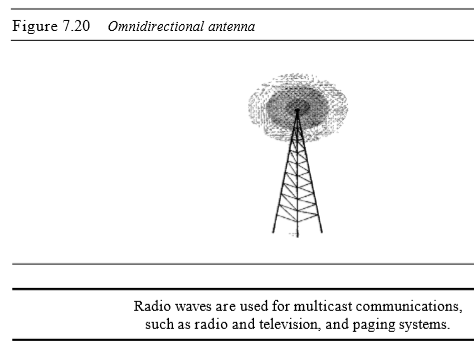 Figure 7.20 Omnidirectional antenna
Radio waves are used for multicast communications,
such as radio and television, and paging systems.